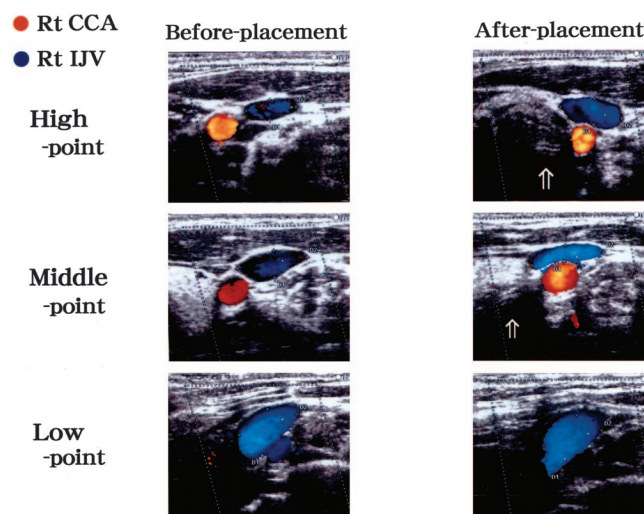 Rt CCA
Rt IJV
Before-placement
After-placement
High
-point
Middle
-point
Low
-point